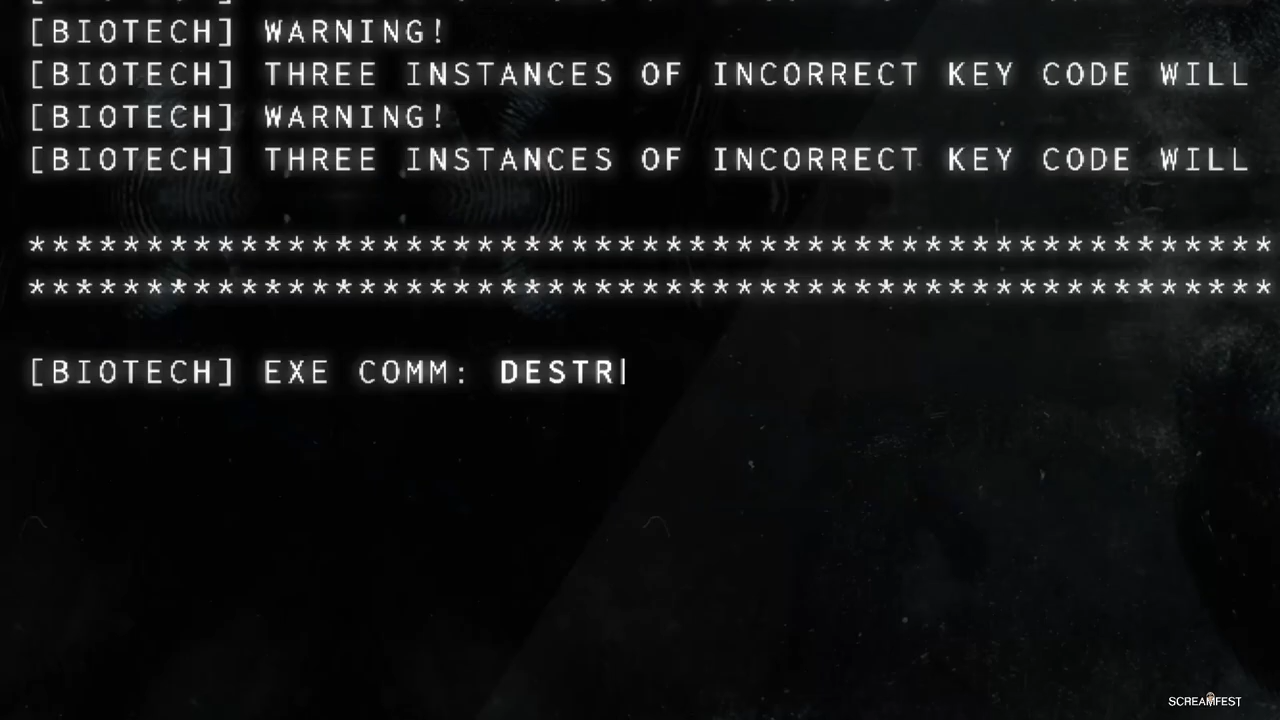 [BIOTECH] WARNING!
[BIOTECH] THREE INSTANCES OF INCORRECT KEY CODE WILL
[BIOTECH] WARNING!
[BIOTECH] THREE INSTANCES OF INCORRECT KEY CODE WILL
*****************************************************
*****************************************************
[BIOTECH] EXE COMM: DESTR|
SCREAMFEST